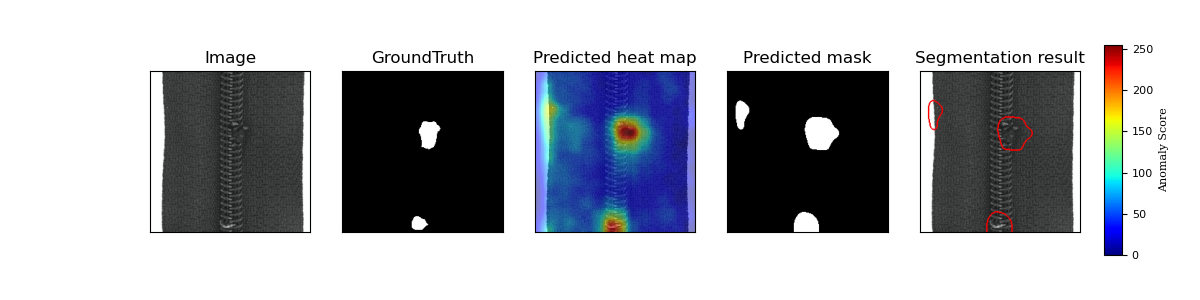 Image
GroundTruth
Predicted heat map
Predicted mask
Segmentation result
250
200
150
100
50
0
Anomaly Score